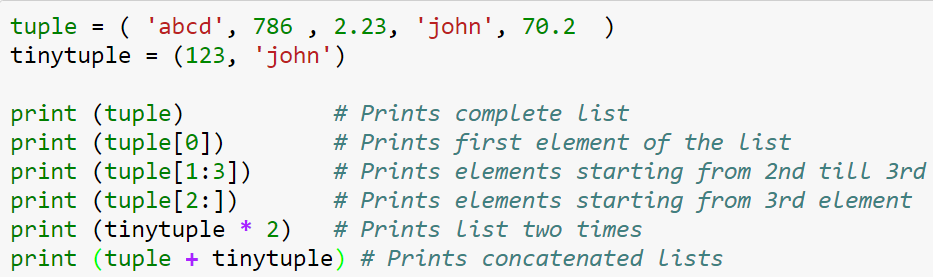 tuple = ( 'abcd', 786 , 2.23, 'john', 70.2  )
tinytuple = (123, 'john')
print (tuple)           # Prints complete list
print (tuple[0])        # Prints first element of the list
print (tuple[1:3])      # Prints elements starting from 2nd till 3rd
print (tuple[2:])       # Prints elements starting from 3rd element
print (tinytuple * 2)   # Prints list two times
print (tuple + tinytuple) # Prints concatenated lists